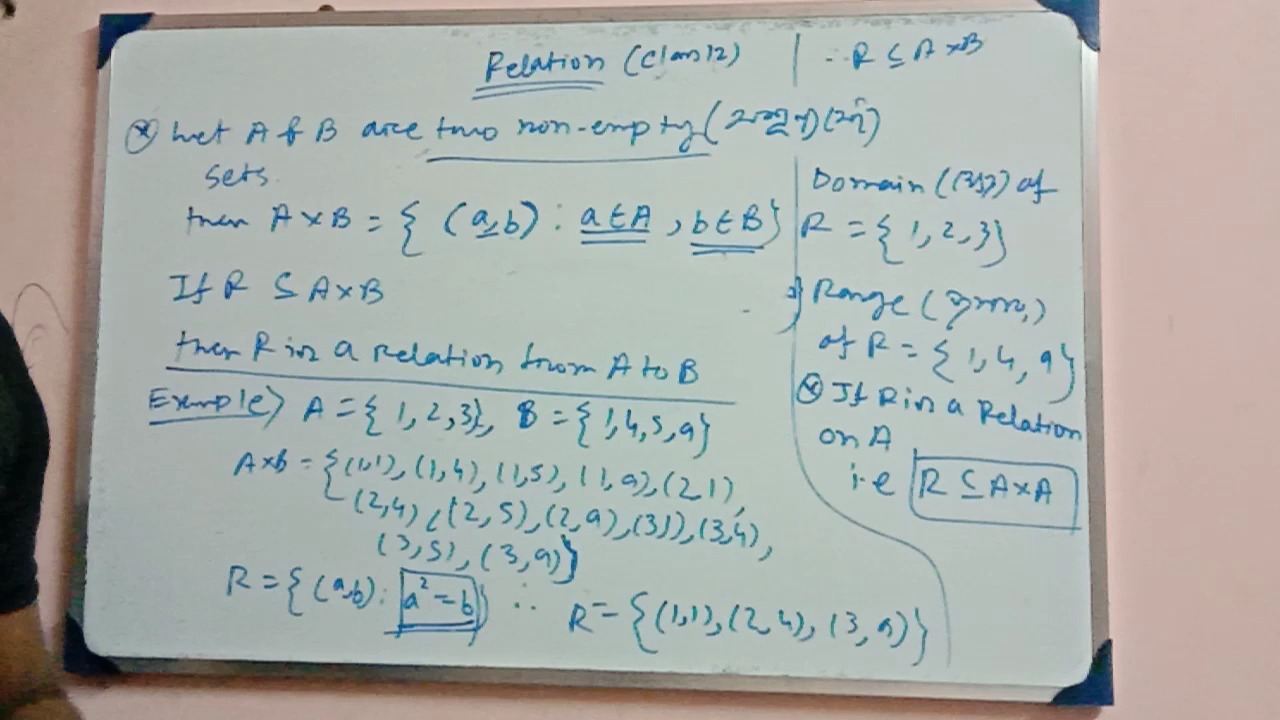 Relation (Class 12)
⊛ Let A & B are two non-empty
sets.
then A×B = { (a,b) : a∈A , b∈B}
If R ⊆ A×B
then R is a Relation from A to B
Example> A = {1,2,3}, B = {1,4,5,9}
A×B = {(1,1), (1,4), (1,5), (1,9), (2,1),
(2,4), (2,5), (2,9), (3,1), (3,4),
(3,5), (3,9)}
R = {(a,b) : a² = b} ∴ R = {(1,1), (2,4), (3,9)}
∴ R ⊆ A×B
Domain of
R = {1,2,3}
Range
of R = {1,4,9}
⊛ If R is a Relation
on A
i.e R ⊆ A×A